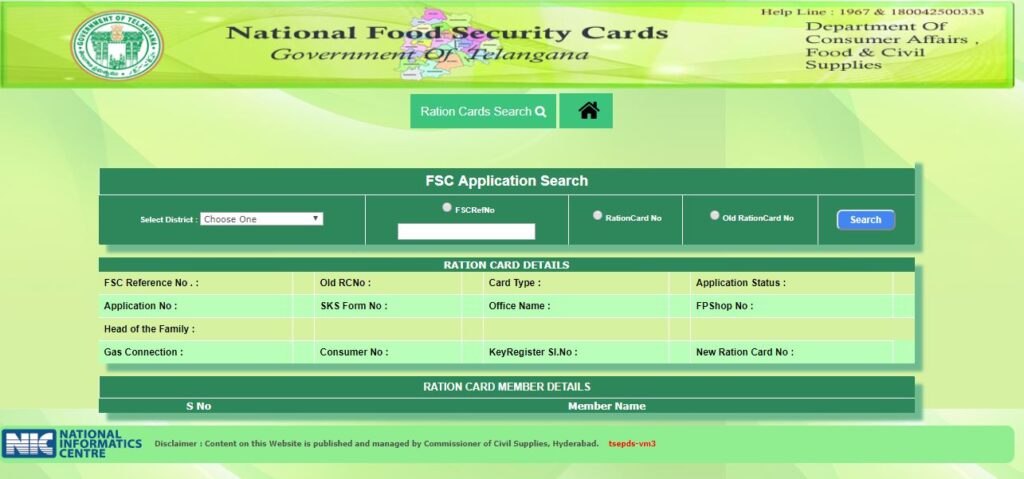 Help Line : 1967 & 180042500333
GOVERNMENT OF TELANGANA
National Food Security Cards
Government Of Telangana
Department Of
Consumer Affairs ,
Food & Civil
Supplies
Ration Cards Search
FSC Application Search
Select District : Choose One
FSCRefNo
RationCard No
Old RationCard No
Search
RATION CARD DETAILS
FSC Reference No . : Old RCNo : Card Type : Application Status :
Application No : SKS Form No : Office Name : FPShop No :
Head of the Family :
Gas Connection : Consumer No : KeyRegister Sl.No : New Ration Card No :
RATION CARD MEMBER DETAILS
S No Member Name
NIC NATIONAL
INFORMATICS
CENTRE
Disclaimer : Content on this Website is published and managed by Commissioner of Civil Supplies, Hyderabad. tsepds-vm3